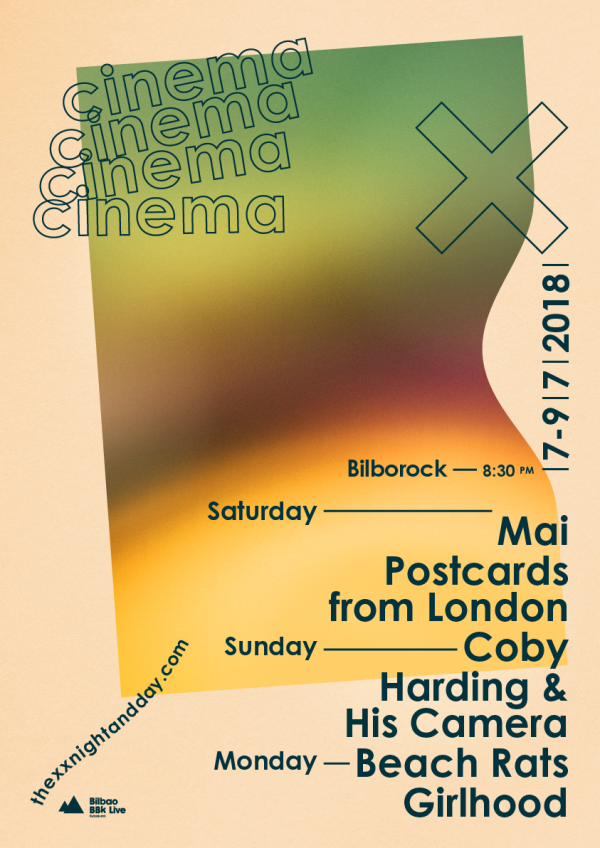 cinema
cinema
cinema
cinema
7-9|7|2018|
Bilborock — 8:30 PM
Saturday —
Mai
Postcards
from London
Sunday — Coby
Harding &
His Camera
Monday — Beach Rats
Girlhood
thexxnightandday.com
Bilbao
BBK Live